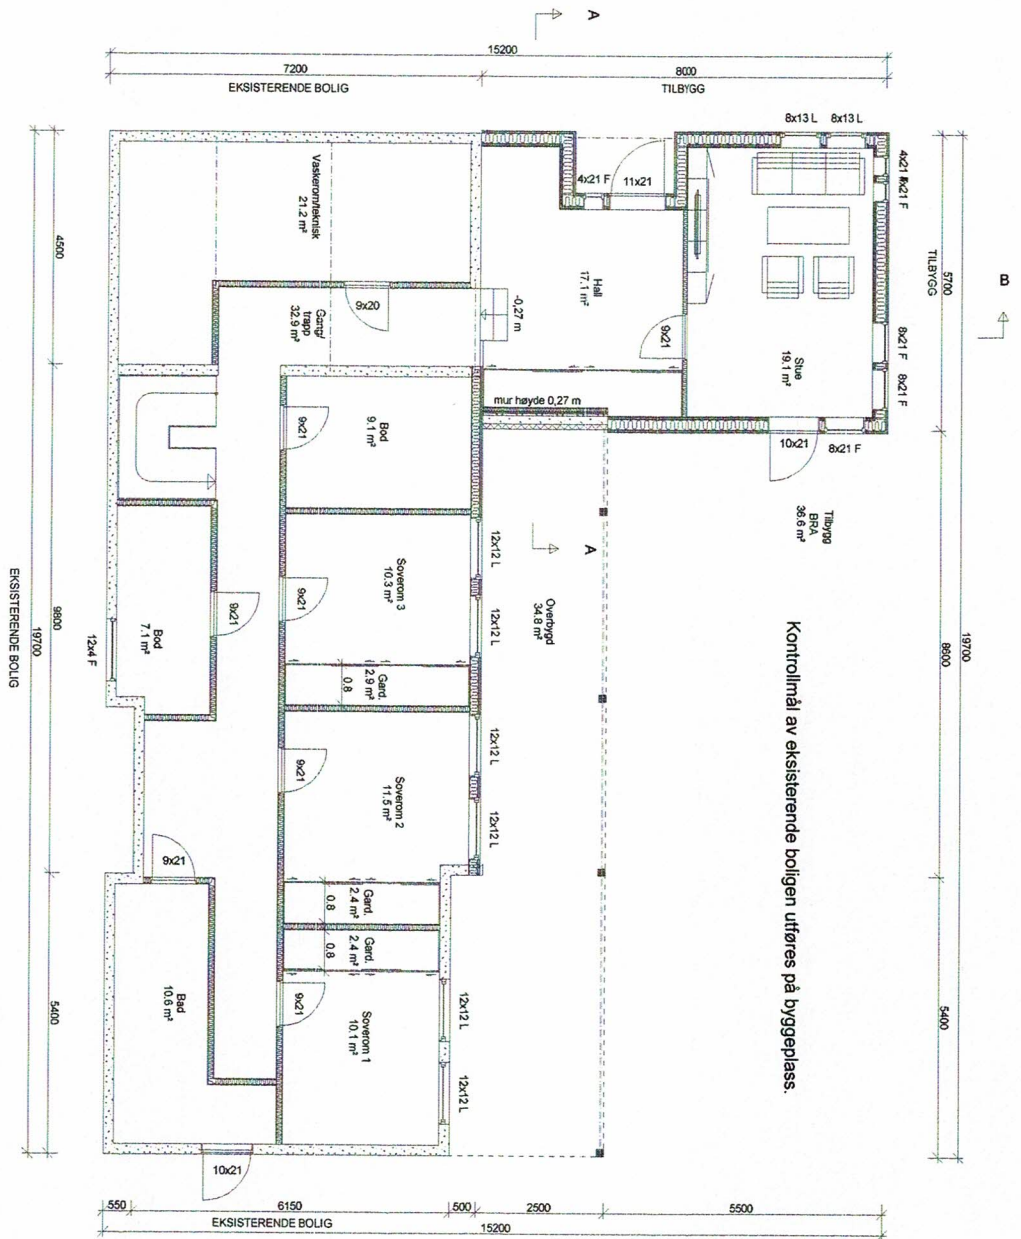 A
15200
7200
8000
EKSISTERENDE BOLIG
TILBYGG
8x13 L
8x13 L
4x21 F
4x21 F
TILBYGG
5700
B
8x21 F
8x21 F
4x21 F
11x21
Vaskerom/teknisk
21.2 m²
4500
9x20
Gang/
trapp
32.9 m²
-0,27 m
Hall
17.1 m²
9x21
Stue
19.1 m²
mur høyde 0,27 m
10x21
8x21 F
Tilbygg
BRA
36.6 m²
9x21
Bod
9.1 m²
A
12x12 L
12x12 L
Soverom 3
10.3 m²
9x21
9x21
Bod
7.1 m²
12x4 F
Overbygd
34.8 m²
Gard.
2.9 m²
0.8
EKSISTERENDE BOLIG
19700
9800
8600
19700
Kontrollmål av eksisterende boligen utføres på byggeplass.
12x12 L
12x12 L
Soverom 2
11.5 m²
9x21
9x21
Gard.
2.4 m²
0.8
Gard.
2.4 m²
0.8
9x21
Soverom 1
10.1 m²
12x12 L
12x12 L
Bad
10.6 m²
5400
5400
10x21
550
6150
500
2500
5500
EKSISTERENDE BOLIG
15200